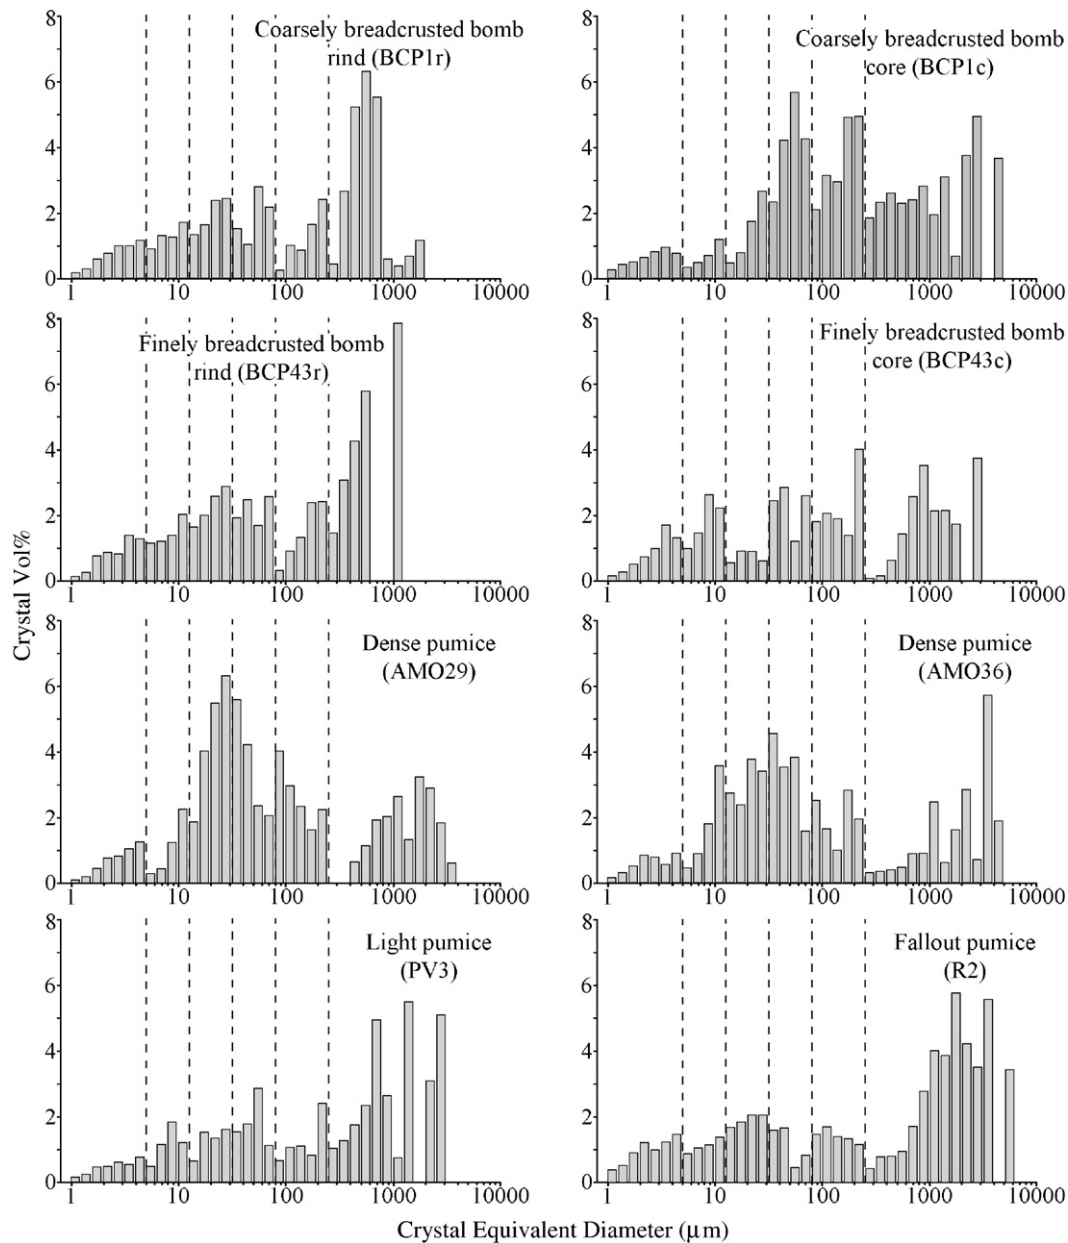 8
6
4
2
0
Coarsely breadcrusted bomb
rind (BCP1r)
1 10 100 1000 10000
8
6
4
2
0
Coarsely breadcrusted bomb
core (BCP1c)
1 10 100 1000 10000
8
6
4
2
0
Finely breadcrusted bomb
rind (BCP43r)
1 10 100 1000 10000
8
6
4
2
0
Finely breadcrusted bomb
core (BCP43c)
1 10 100 1000 10000
Crystal Vol%
8
6
4
2
0
Dense pumice
(AMO29)
1 10 100 1000 10000
8
6
4
2
0
Dense pumice
(AMO36)
1 10 100 1000 10000
8
6
4
2
0
Light pumice
(PV3)
1 10 100 1000 10000
8
6
4
2
0
Fallout pumice
(R2)
1 10 100 1000 10000
Crystal Equivalent Diameter (μm)